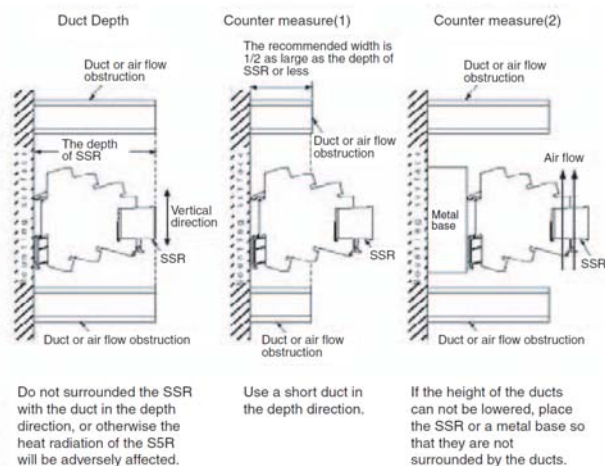 Duct Depth
Duct or air flow
obstruction
The depth
of SSR
Vertical
direction
SSR
Duct or air flow obstruction
Do not surrounded the SSR
with the duct in the depth
direction, or otherwise the
heat radiation of the S5R
will be adversely affected.
Counter measure(1)
The recommended width is
1/2 as large as the depth of
SSR or less
Duct or air flow
obstruction
SSR
Duct or air flow
obstruction
Use a short duct in
the depth direction.
Counter measure(2)
Duct or air flow
obstruction
Air flow
Metal
base
SSR
Duct or air flow obstruction
If the height of the ducts
can not be lowered, place
the SSR or a metal base so
that they are not
surrounded by the ducts.